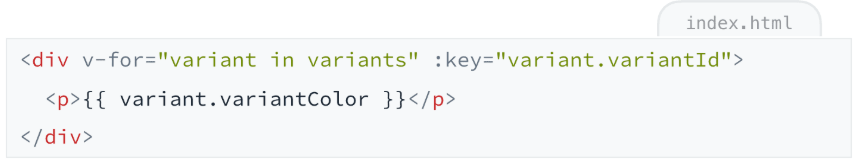 index.html
<div v-for="variant in variants" :key="variant.variantId">
<p>{{ variant.variantColor }}</p>
</div>